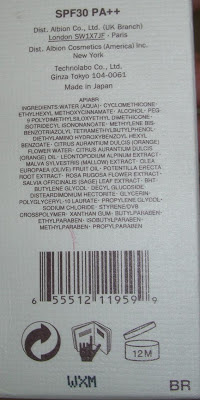 SPF30 PA++
Dist. Albion Co., Ltd. (UK Branch)
London SW1X7JF - Paris
Dist. Albion Cosmetics (America) Inc.
New York
Technolabo Co., Ltd.
Ginza Tokyo 104-0061
Made in Japan
APIABR
INGREDIENTS:WATER (AQUA)• CYCLOMETHICONE•
ETHYLHEXYL METHOXYCINNAMATE• ALCOHOL• PEG-
9 POLYDIMETHYLSILOXYETHYL DIMETHICONE•
ISOTRIDECYL ISONONANOATE• METHYLENE BIS-
BENZOTRIAZOLYL TETRAMETHYLBUTYLPHENOL•
DIETHYLAMINO HYDROXYBENZOYL HEXYL
BENZOATE• CITRUS AURANTIUM DULCIS (ORANGE)
FLOWER WATER• CITRUS AURANTIUM DULCIS
(ORANGE) OIL• LEONTOPODIUM ALPINUM EXTRACT•
MALVA SYLVESTRIS (MALLOW) EXTRACT• OLEA
EUROPAEA (OLIVE) FRUIT OIL• POTENTILLA ERECTA
ROOT EXTRACT• ROSA RUGOSA FLOWER EXTRACT•
SALVIA OFFICINALIS (SAGE) LEAF EXTRACT• BHT•
BUTYLENE GLYCOL• DECYL GLUCOSIDE•
DISTEARDIMONIUM HECTORITE• GLYCERIN•
POLYGLYCERYL-10 LAURATE• PROPYLENE GLYCOL•
SODIUM CHLORIDE• STYRENE/DVB
CROSSPOLYMER• XANTHAN GUM• BUTYLPARABEN•
ETHYLPARABEN• ISOBUTYLPARABEN•
METHYLPARABEN• PROPYLPARABEN
6 55512 11959 9
12M
WXM
BR